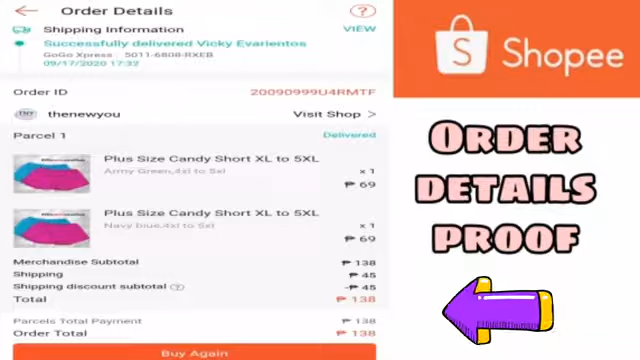 Order Details
?
Shipping Information
VIEW
Successfully delivered Vicky Evarientos
GoGo Xpress : 5011-6808-RXEB
09/17/2020 17:32
Order ID
20090999U4RMTF
thenewyou
Visit Shop >
Parcel 1
Delivered
Plus Size Candy Short XL to 5XL
Army Green,4xl to 5xl
x 1
₱ 69
Plus Size Candy Short XL to 5XL
Navy blue,4xl to 5xl
x 1
₱ 69
Merchandise Subtotal
₱ 138
Shipping
₱ 45
Shipping discount subtotal ?
-₱ 45
Total
₱ 138
Parcels Total Payment
₱ 138
Order Total
₱ 138
Buy Again
S Shopee
ORDER
DETAILS
PROOF